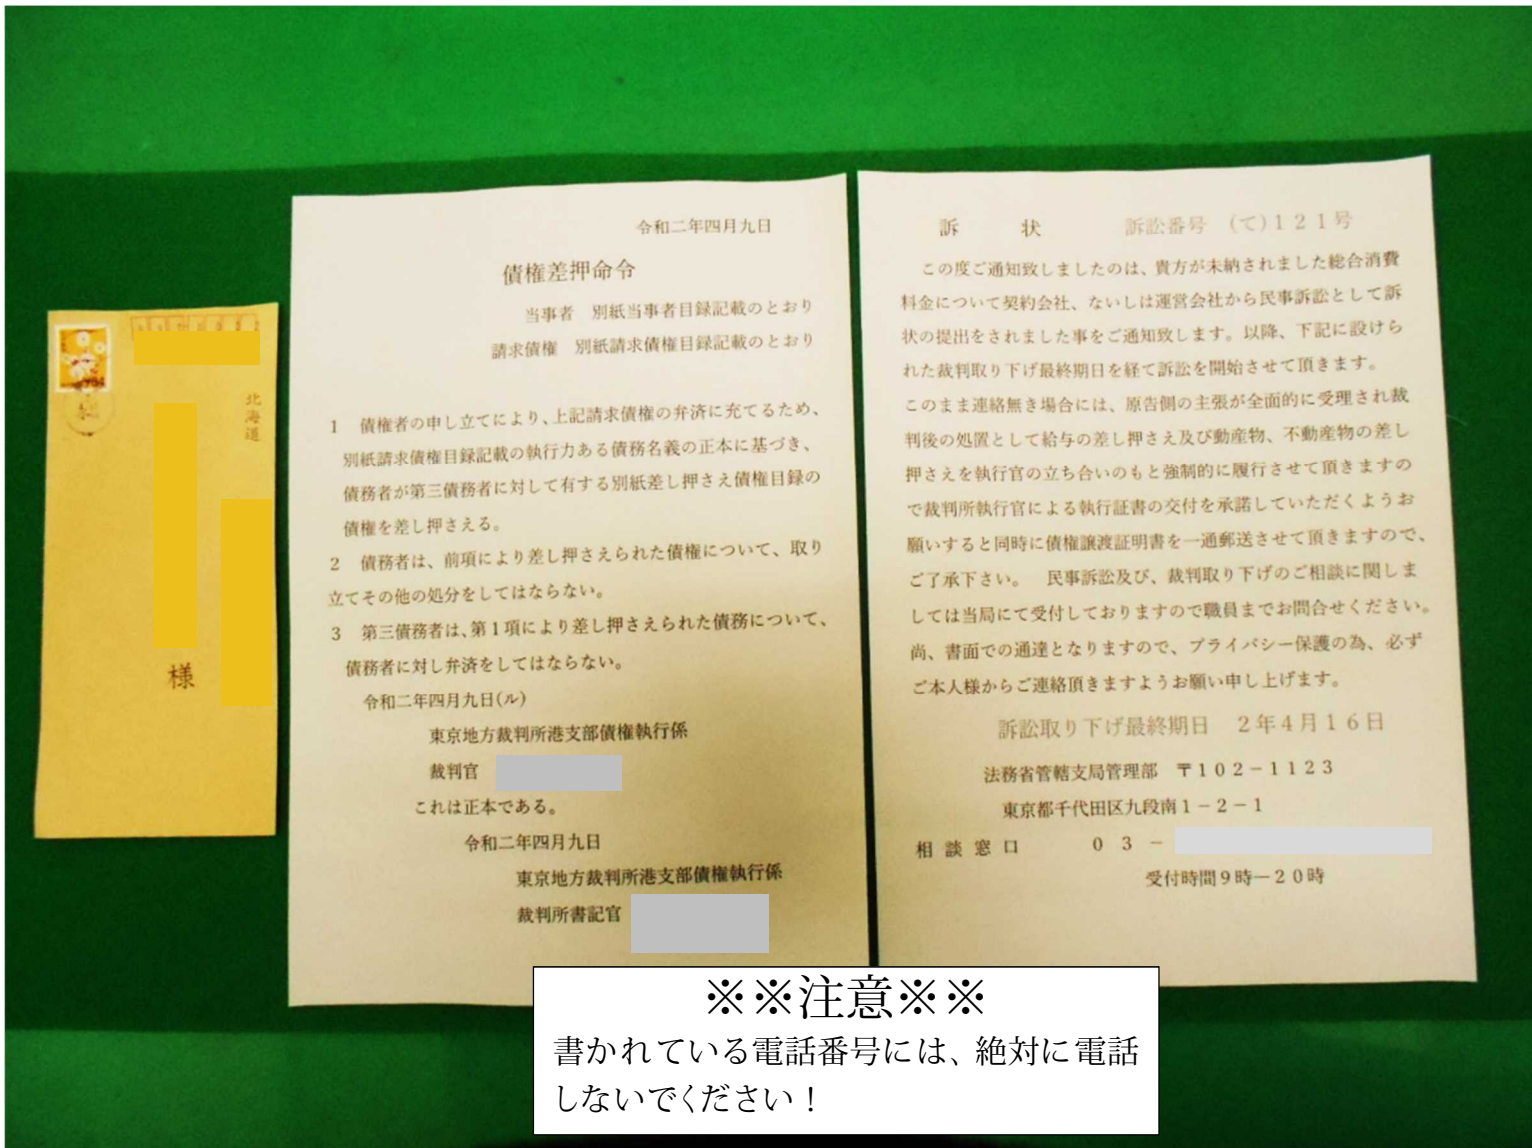 北海道
様
令和二年四月九日
債権差押命令
当事者　別紙当事者目録記載のとおり
請求債権　別紙請求債権目録記載のとおり
1　債権者の申し立てにより、上記請求債権の弁済に充てるため、
別紙請求債権目録記載の執行力ある債務名義の正本に基づき、
債務者が第三債務者に対して有する別紙差し押さえ債権目録の
債権を差し押さえる。
2　債務者は、前項により差し押さえられた債権について、取り
立てその他の処分をしてはならない。
3　第三債務者は、第1項により差し押さえられた債務について、
債務者に対し弁済をしてはならない。
令和二年四月九日(ル)
東京地方裁判所港支部債権執行係
裁判官
これは正本である。
令和二年四月九日
東京地方裁判所港支部債権執行係
裁判所書記官
訴　状　訴訟番号　(て)１２１号
この度ご通知致しましたのは、貴方が未納されました総合消費
料金について契約会社、ないしは運営会社から民事訴訟として訴
状の提出をされました事をご通知致します。以降、下記に設けら
れた裁判取り下げ最終期日を経て訴訟を開始させて頂きます。
このまま連絡無き場合には、原告側の主張が全面的に受理され裁
判後の処置として給与の差し押さえ及び動産物、不動産物の差し
押さえを執行官の立ち合いのもと強制的に履行させて頂きますの
で裁判所執行官による執行証書の交付を承諾していただくようお
願いすると同時に債権譲渡証明書を一通郵送させて頂きますので、
ご了承下さい。　民事訴訟及び、裁判取り下げのご相談に関しま
しては当局にて受付しておりますので職員までお問合せください。
尚、書面での通達となりますので、プライバシー保護の為、必ず
ご本人様からご連絡頂きますようお願い申し上げます。
訴訟取り下げ最終期日　２年４月１６日
法務省管轄支局管理部　〒１０２－１１２３
東京都千代田区九段南１－２－１
相談窓口　０３－
受付時間９時―２０時
※※注意※※
書かれている電話番号には、絶対に電話
しないでください！